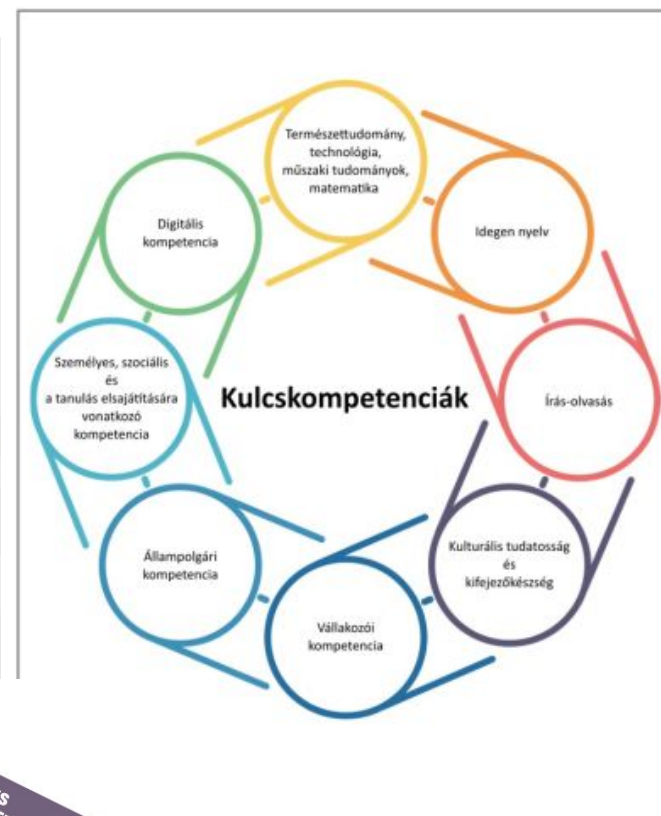 Természettudomány,
technológia,
műszaki tudományok,
matematika
Idegen nyelv
Írás-olvasás
Kulturális tudatosság
és
kifejezőkészség
Vállakozói
kompetencia
Állampolgári
kompetencia
Személyes, szociális
és
a tanulás elsajátítására
vonatkozó
kompetencia
Digitális
kompetencia
Kulcskompetenciák